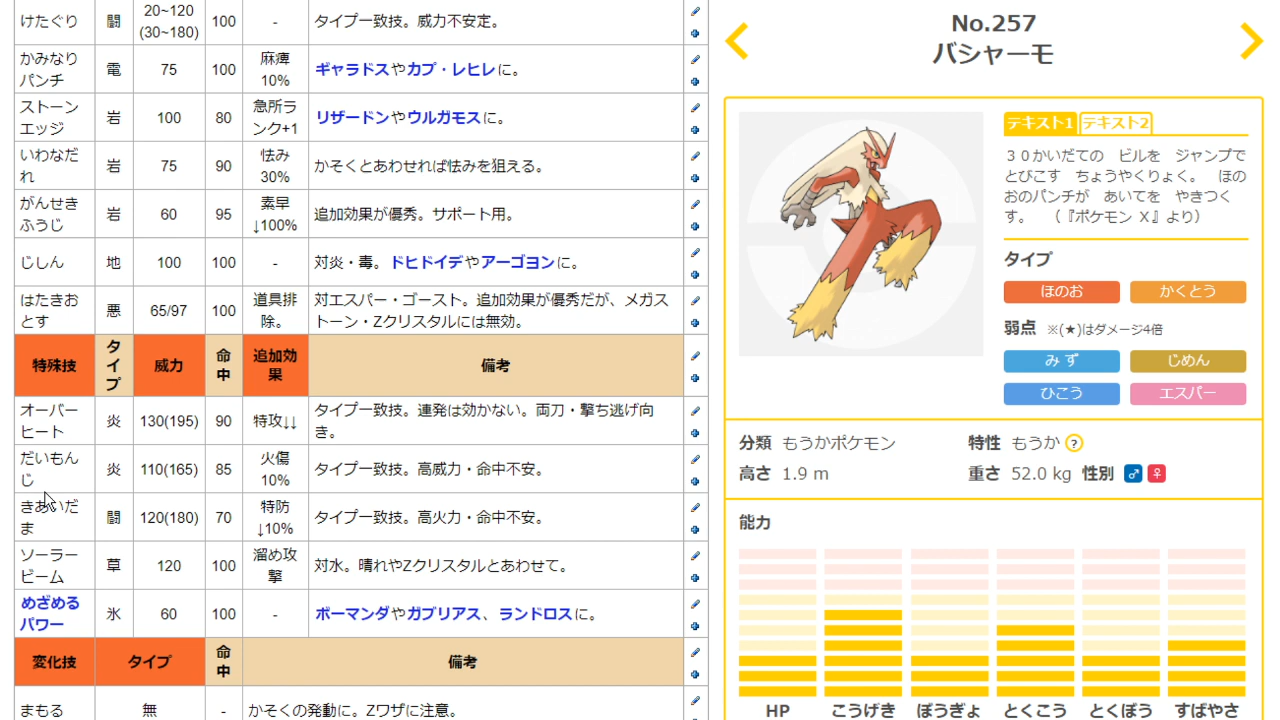 けたぐり 闘 20~120 100 - タイプ一致技。威力不安定。
(30~180)
かみなり 電 75 100 麻痺 ギャラドスやカプ・レヒレに。
パンチ 10%
ストーン 岩 100 80 急所ラ リザードンやウルガモスに。
エッジ ンク+1
いわなだ 岩 75 90 怯み かそくとあわせれば怯みを狙える。
れ 30%
がんせき 岩 60 95 素早 追加効果が優秀。サポート用。
ふうじ ↓100%
じしん 地 100 100 - 対炎・毒。ドヒドイデやアーゴヨンに。
はたきお 悪 65/97 100 道具排 対エスパー・ゴースト。追加効果が優秀だが、メガス
とす 除。 トーン・Zクリスタルには無効。
特殊技 タイプ 威力 命中 追加効果 備考
オーバー 炎 130(195) 90 特攻↓↓ タイプ一致技。連発は効かない。両刀・撃ち逃げ向
ヒート き。
だいもん 炎 110(165) 85 火傷 タイプ一致技。高威力・命中不安。
じ 10%
きあいだ 闘 120(180) 70 特防 タイプ一致技。高火力・命中不安。
ま ↓10%
ソーラー 草 120 100 溜め攻 対水。晴れやZクリスタルとあわせて。
ビーム 撃
めざめる 氷 60 100 - ボーマンダやガブリアス、ランドロスに。
パワー
変化技 タイプ 命中 備考
まもる 無 - かそくの発動に。Zワザに注意。
No.257
バシャーモ
テキスト1 テキスト2
３０かいだての　ビルを　ジャンプで
とびこす　ちょうやくりょく。　ほの
おのパンチが　あいてを　やきつく
す。　（『ポケモン X』より）
タイプ
ほのお かくとう
弱点 ※(★)はダメージ4倍
みず じめん
ひこう エスパー
分類 もうかポケモン 特性 もうか ?
高さ 1.9 m 重さ 52.0 kg 性別 ♂ ♀
能力
HP こうげき ぼうぎょ とくこう とくぼう すばやさ